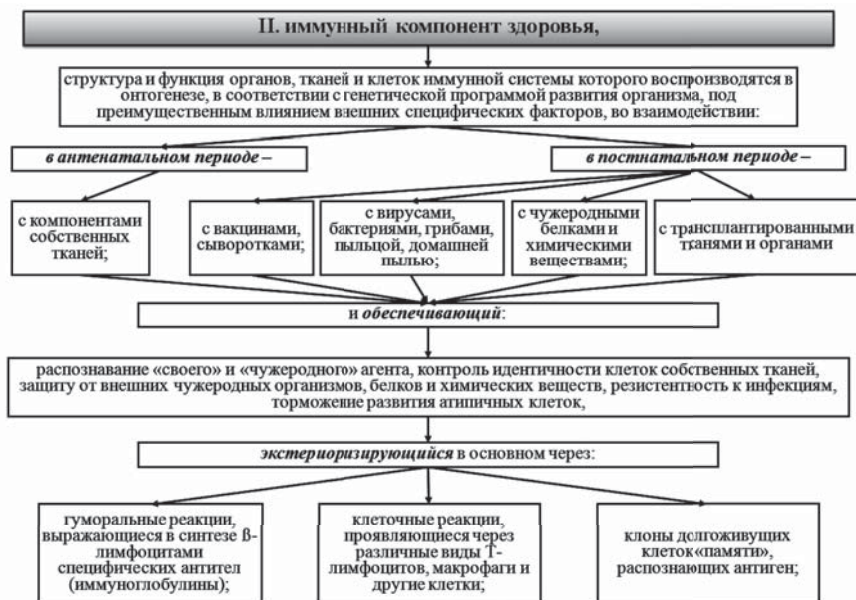 II. иммунный компонент здоровья,
структура и функция органов, тканей и клеток иммунной системы которого воспроизводятся в
онтогенезе, в соответствии с генетической программой развития организма, под
преимущественным влиянием внешних специфических факторов, во взаимодействии:
в антенатальном периоде –
в постнатальном периоде –
с компонентами
собственных
тканей;
с вакцинами,
сыворотками;
с вирусами,
бактериями, грибами,
пыльцой, домашней
пылью;
с чужеродными
белками и
химическими
веществами;
с трансплантированными
тканями и органами
и обеспечивающий:
распознавание «своего» и «чужеродного» агента, контроль идентичности клеток собственных тканей,
защиту от внешних чужеродных организмов, белков и химических веществ, резистентность к инфекциям,
торможение развития атипичных клеток,
экстериоризирующийся в основном через:
гуморальные реакции,
выражающиеся в синтезе ß-
лимфоцитами
специфических антител
(иммуноглобулины);
клеточные реакции,
проявляющиеся через
различные виды Т-
лимфоцитов, макрофаги и
другие клетки;
клоны долгоживущих
клеток «памяти»,
распознающих антиген;